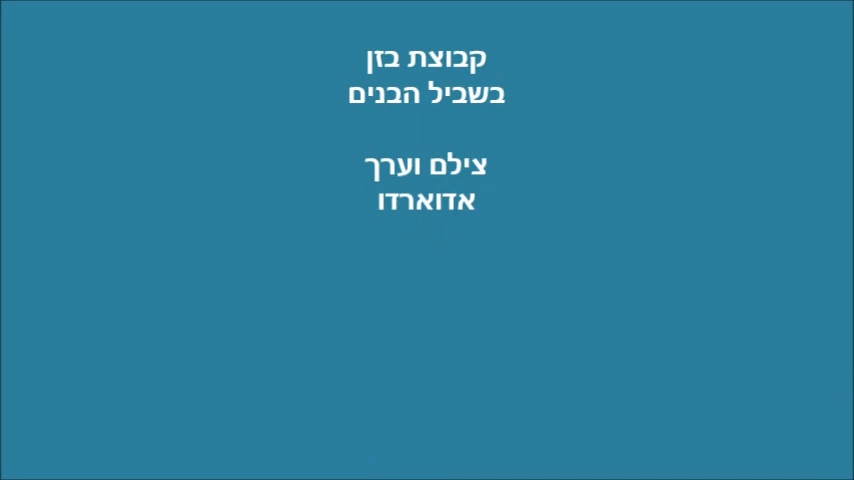 קבוצת בזן
בשביל הבנים
צילם וערך
אדוארדו